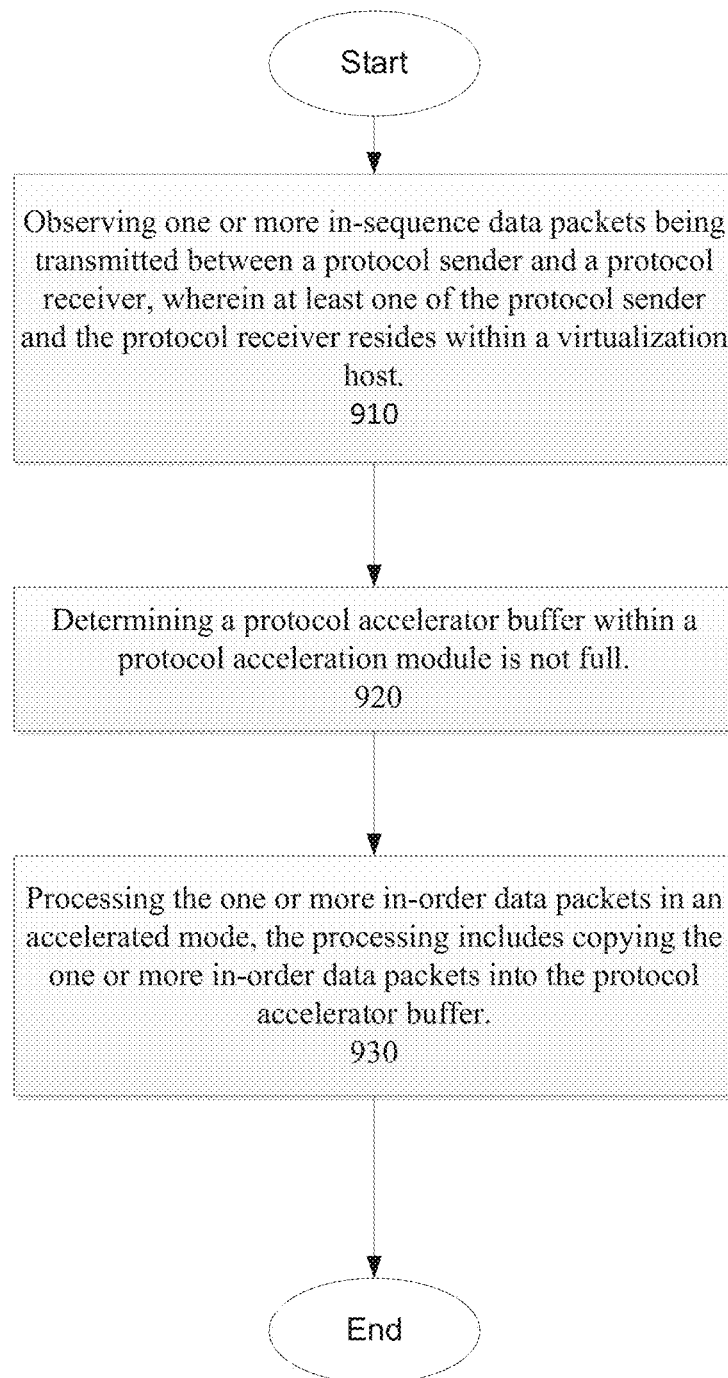 Start
Observing one or more in-sequence data packets being
transmitted between a protocol sender and a protocol
receiver, wherein at least one of the protocol sender
and the protocol receiver resides within a virtualization
host.
910
Determining a protocol accelerator buffer within a
protocol acceleration module is not full.
920
Processing the one or more in-order data packets in an
accelerated mode, the processing includes copying the
one or more in-order data packets into the protocol
accelerator buffer.
930
End